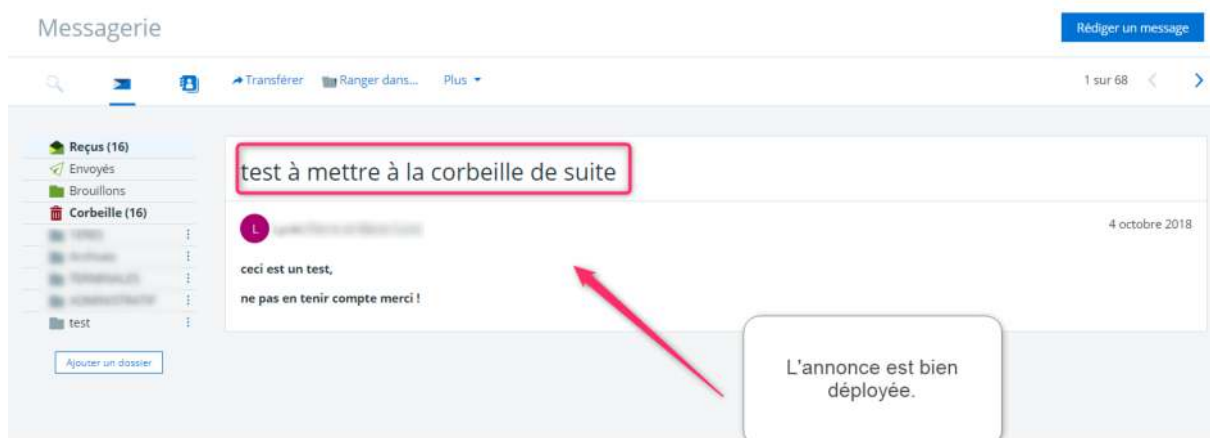 Messagerie
Rédiger un message
Transférer
Ranger dans...
Plus
1 sur 68
Reçus (16)
Envoyés
Brouillons
Corbeille (16)
test
Ajouter un dossier
test à mettre à la corbeille de suite
L
4 octobre 2018
ceci est un test,
ne pas en tenir compte merci !
L'annonce est bien
déployée.